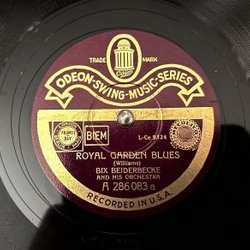 TRADE MARK
ODEON-SWING-MUSIC-SERIES
BIEM
L-Co 9324
ROYAL GARDEN BLUES
(Williams)
BIX BEIDERBECKE
AND HIS ORCHESTRA
A 286083 a
RECORDED IN U.S.A.